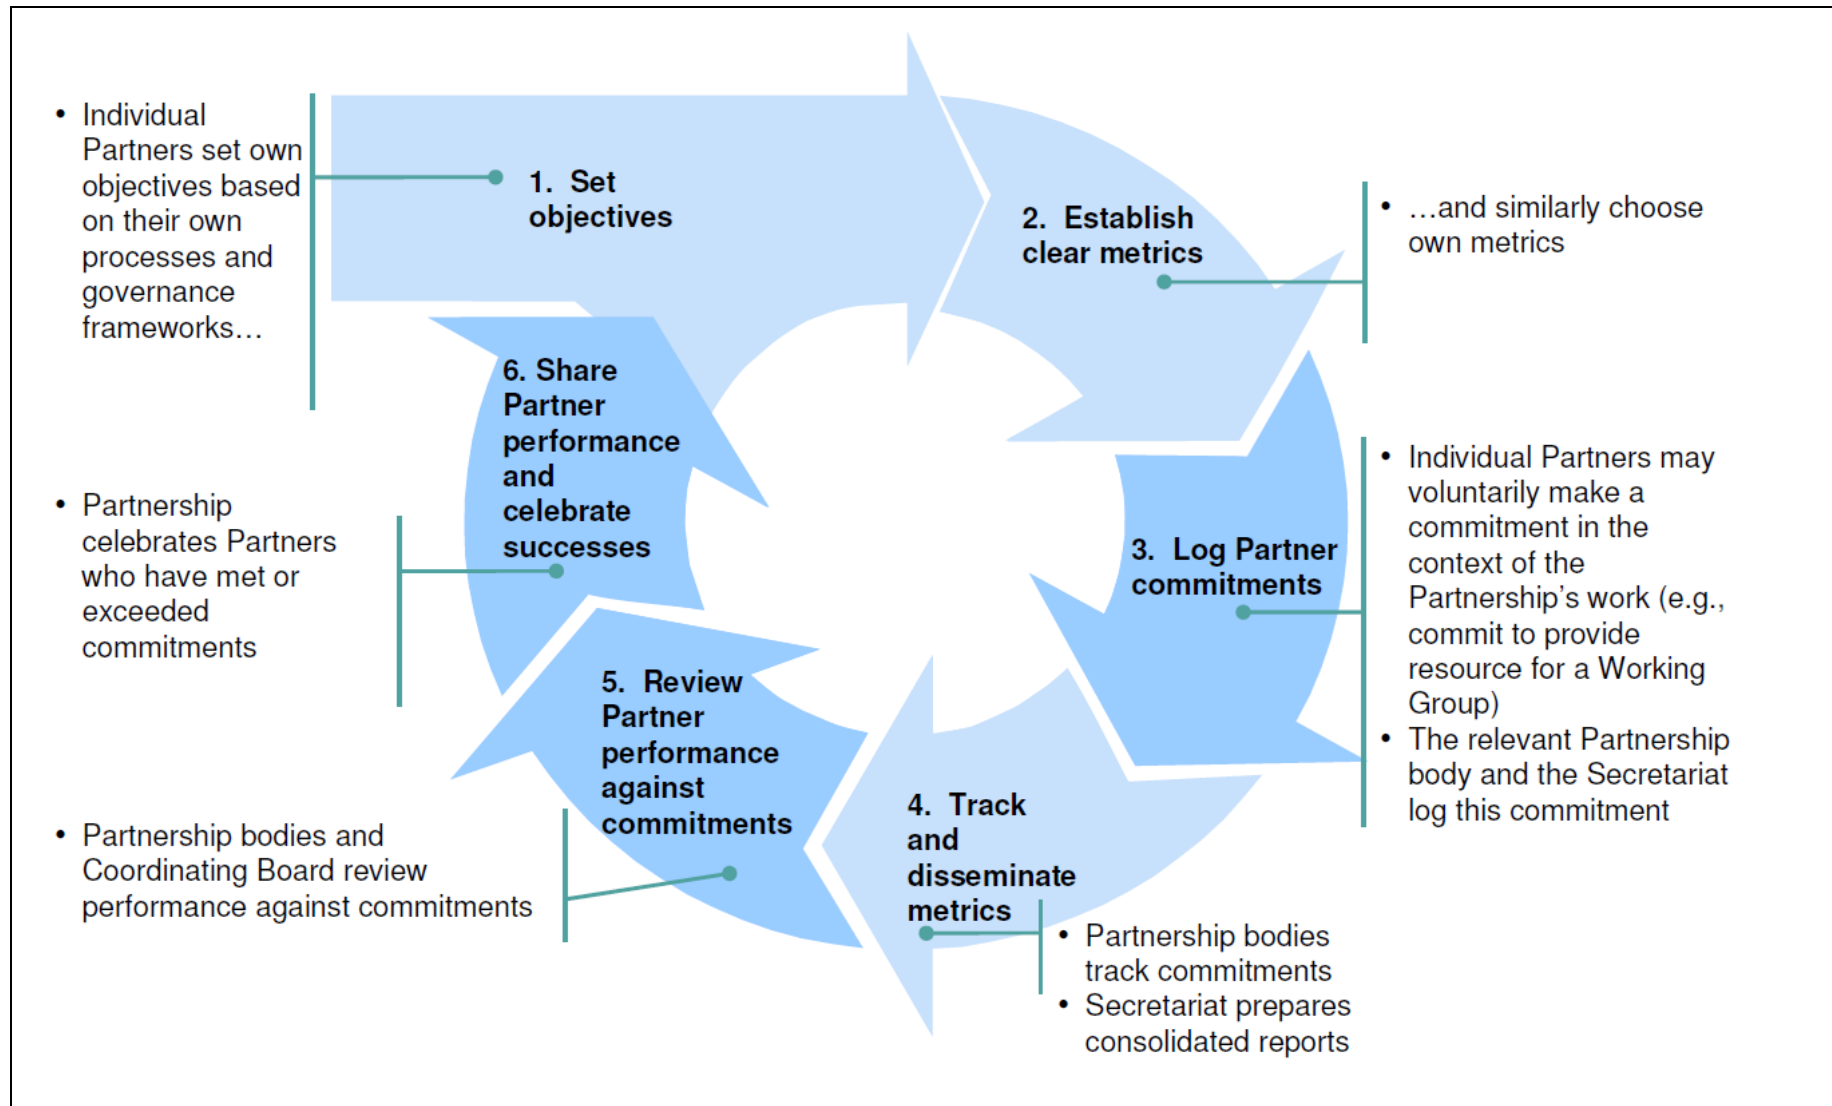 • Individual
Partners set own
objectives based
on their own
processes and
governance
frameworks…
1. Set
objectives
2. Establish
clear metrics
• …and similarly choose
own metrics
3. Log Partner
commitments
• Individual Partners may
voluntarily make a
commitment in the
context of the
Partnership’s work (e.g.,
commit to provide
resource for a Working
Group)
• The relevant Partnership
body and the Secretariat
log this commitment
4. Track
and
disseminate
metrics
• Partnership bodies
track commitments
• Secretariat prepares
consolidated reports
5. Review
Partner
performance
against
commitments
• Partnership bodies and
Coordinating Board review
performance against commitments
6. Share
Partner
performance
and
celebrate
successes
• Partnership
celebrates Partners
who have met or
exceeded
commitments